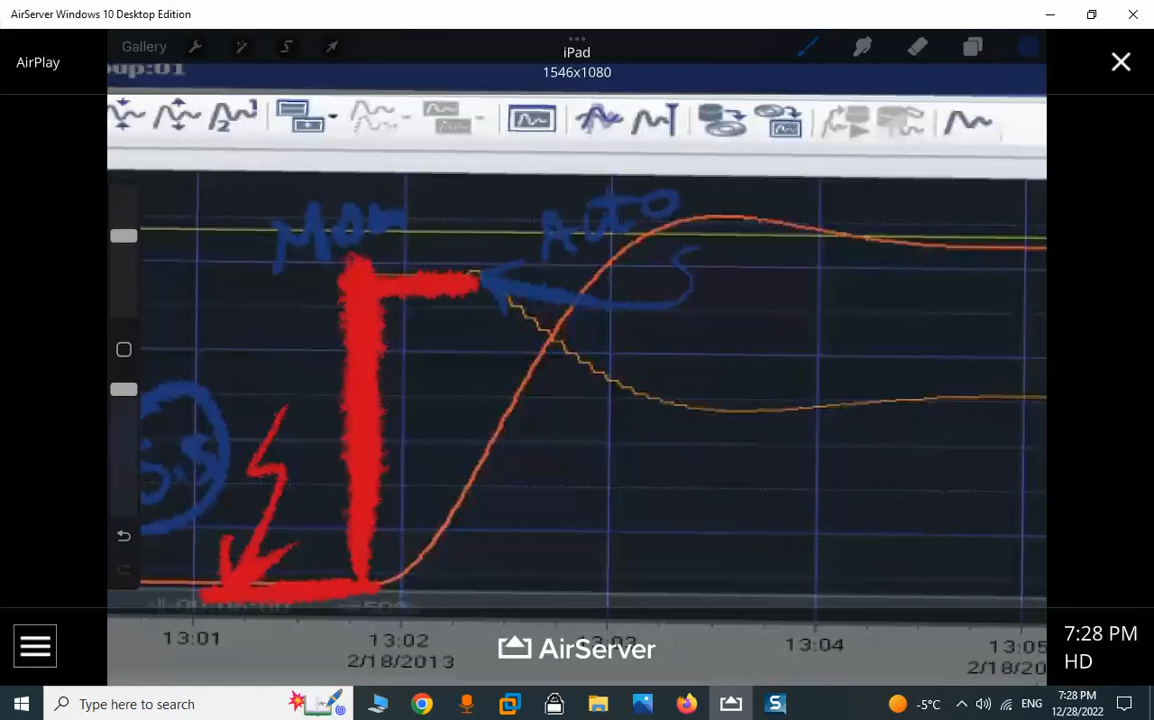 AirServer Windows 10 Desktop Edition
AirPlay
Gallery
iPad
1546x1080
oup:01
Man
Auto
13:01
13:02
13:03
13:04
13:05
2/18/2013
2/18/20
AirServer
7:28 PM
HD
Type here to search
-5°C
ENG
7:28 PM
12/28/2022